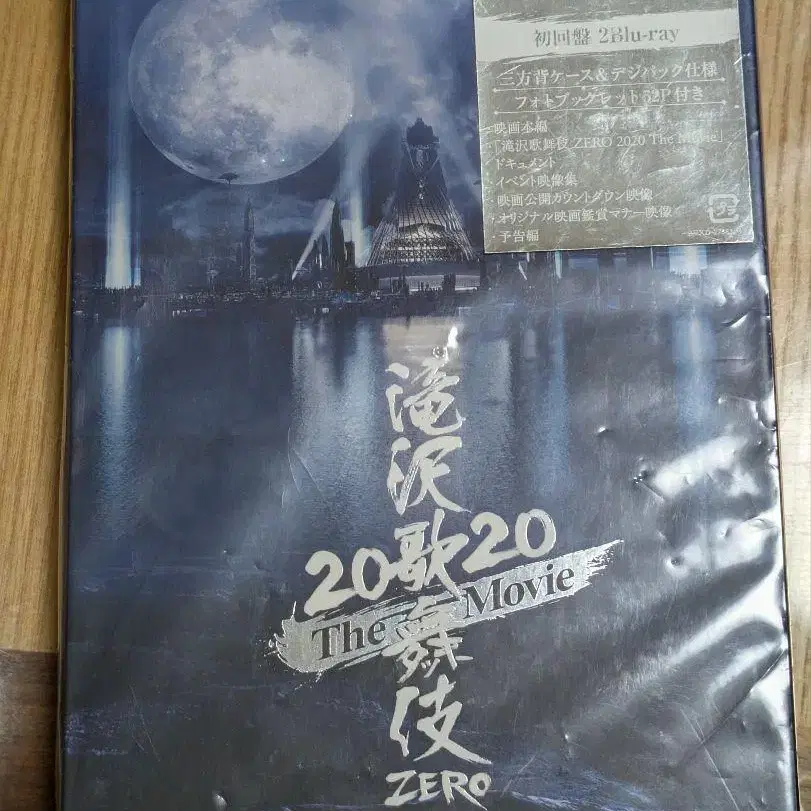 初回盤 2Blu-ray
三方背ケース&デジパック仕様
フォトブックレット52P付き
・映画本編
・「滝沢歌舞伎 ZERO 2020 The Movie」
ドキュメント
・イベント映像集
・映画公開カウントダウン映像
・オリジナル映画鑑賞マナー映像
・予告編
滝沢歌舞伎
2020
The Movie
ZERO